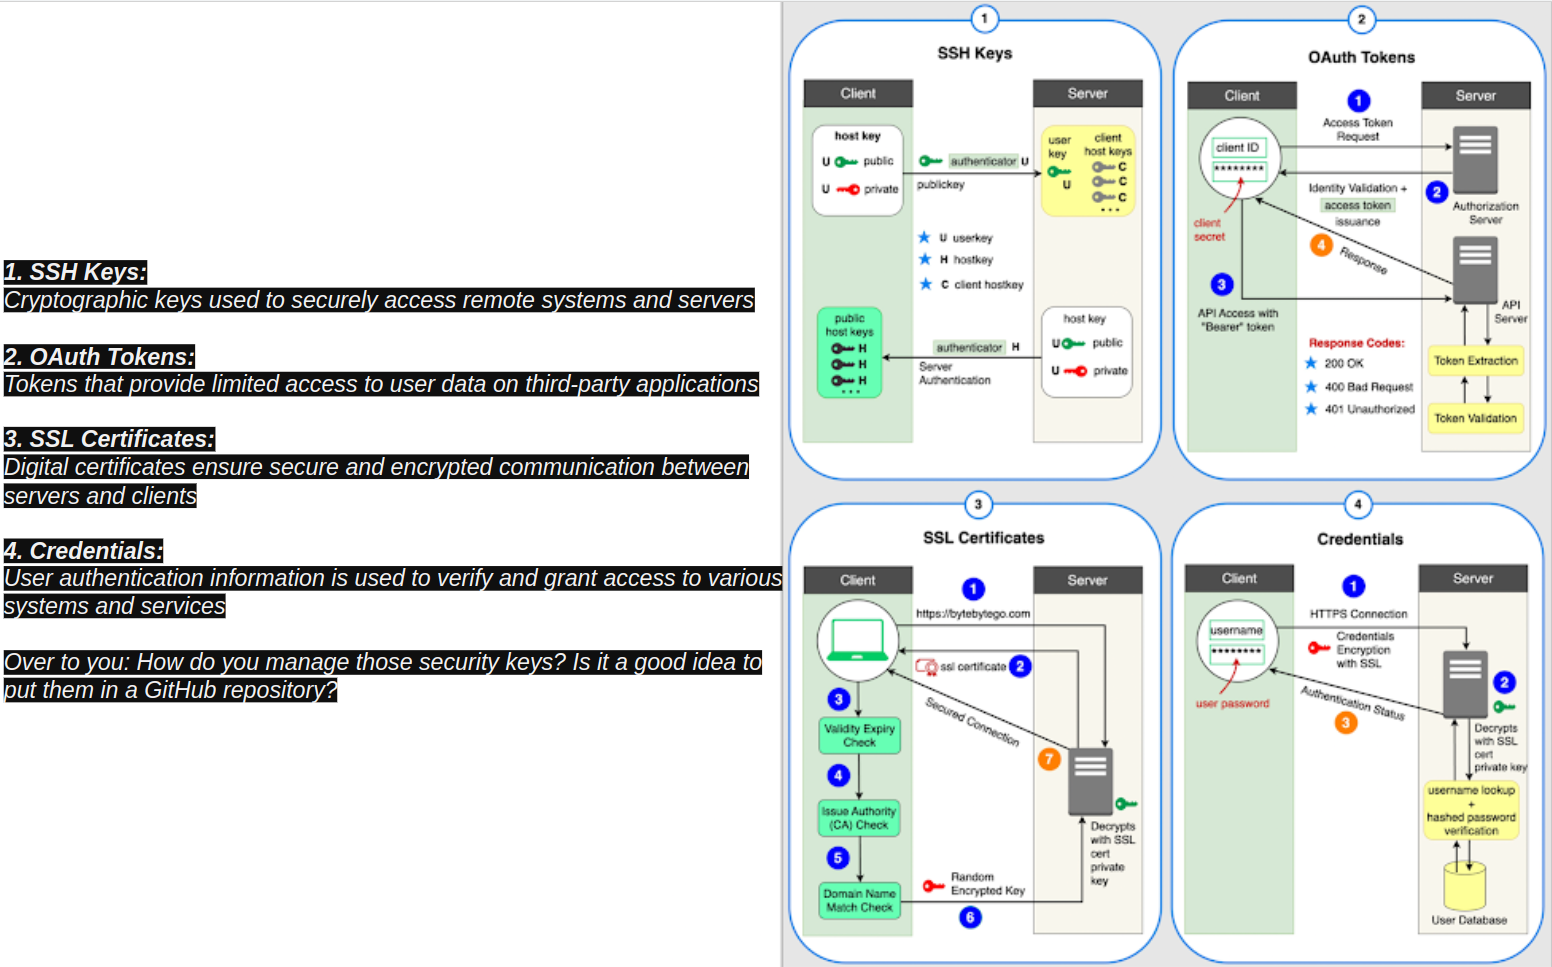 1. SSH Keys:
Cryptographic keys used to securely access remote systems and servers
2. OAuth Tokens:
Tokens that provide limited access to user data on third-party applications
3. SSL Certificates:
Digital certificates ensure secure and encrypted communication between
servers and clients
4. Credentials:
User authentication information is used to verify and grant access to various
systems and services
Over to you: How do you manage those security keys? Is it a good idea to
put them in a GitHub repository?
1
SSH Keys
Client
Server
host key
U public
U private
authenticator U
publickey
user
key
U
client
host keys
C
C
C
...
U userkey
H hostkey
C client hostkey
public
host keys
H
H
H
...
authenticator H
Server
Authentication
host key
U public
U private
2
OAuth Tokens
Client
Server
1
Access Token
Request
client ID
********
client
secret
Identity Validation +
access token
issuance
2
Authorization
Server
4
Response
3
API Access with
"Bearer" token
API
Server
Response Codes:
200 OK
400 Bad Request
401 Unauthorized
Token Extraction
Token Validation
3
SSL Certificates
Client
Server
1
https://bytebytego.com
ssl certificate 2
3
Secured Connection
Validity Expiry
Check
7
4
Issue Authority
(CA) Check
Decrypts
with SSL
cert
private
key
5
Domain Name
Match Check
Random
Encrypted Key
6
4
Credentials
Client
Server
1
HTTPS Connection
username
********
user password
Credentials
Encryption
with SSL
2
Authentication Status
3
Decrypts
with SSL
cert
private key
username lookup
+
hashed password
verification
User Database